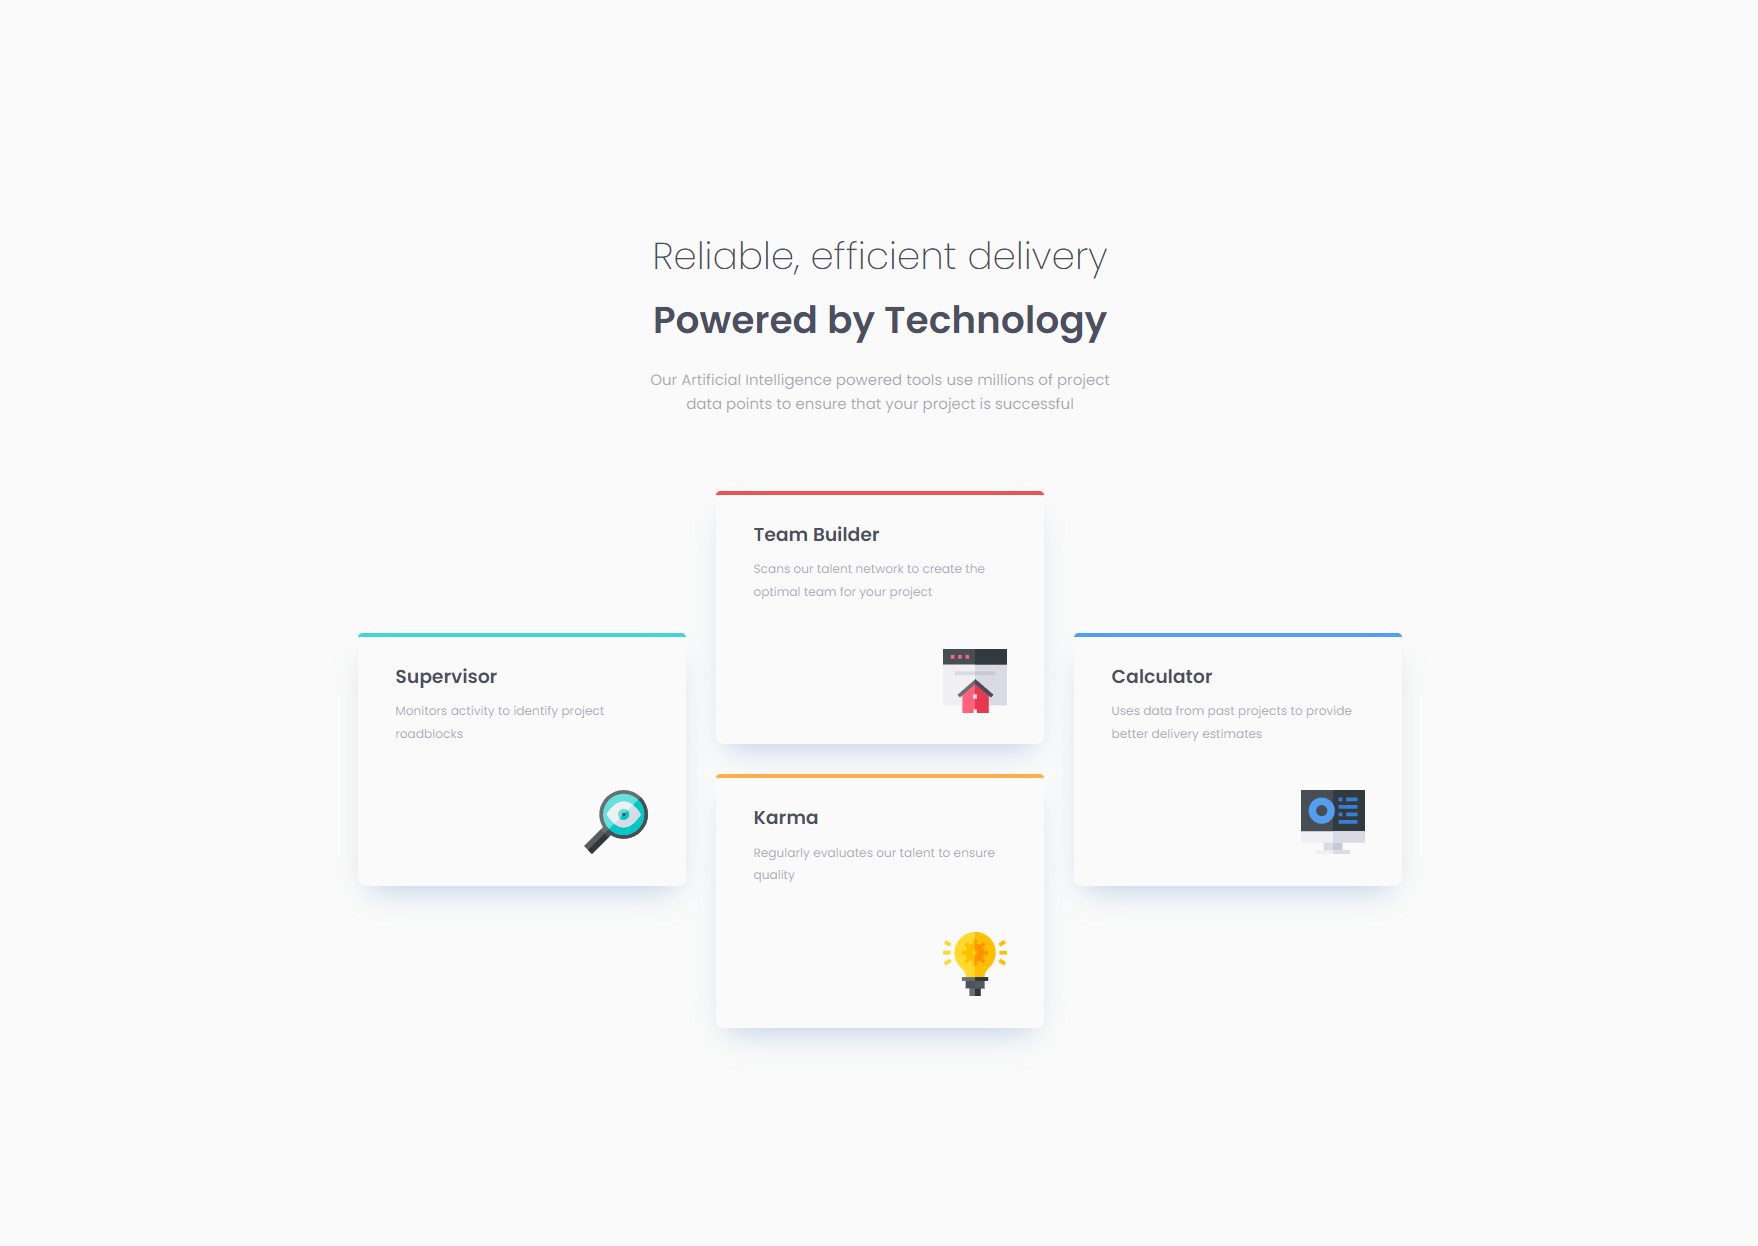 Reliable, efficient delivery
Powered by Technology
Our Artificial Intelligence powered tools use millions of project
data points to ensure that your project is successful
Team Builder
Scans our talent network to create the
optimal team for your project
Supervisor
Monitors activity to identify project
roadblocks
Calculator
Uses data from past projects to provide
better delivery estimates
Karma
Regularly evaluates our talent to ensure
quality